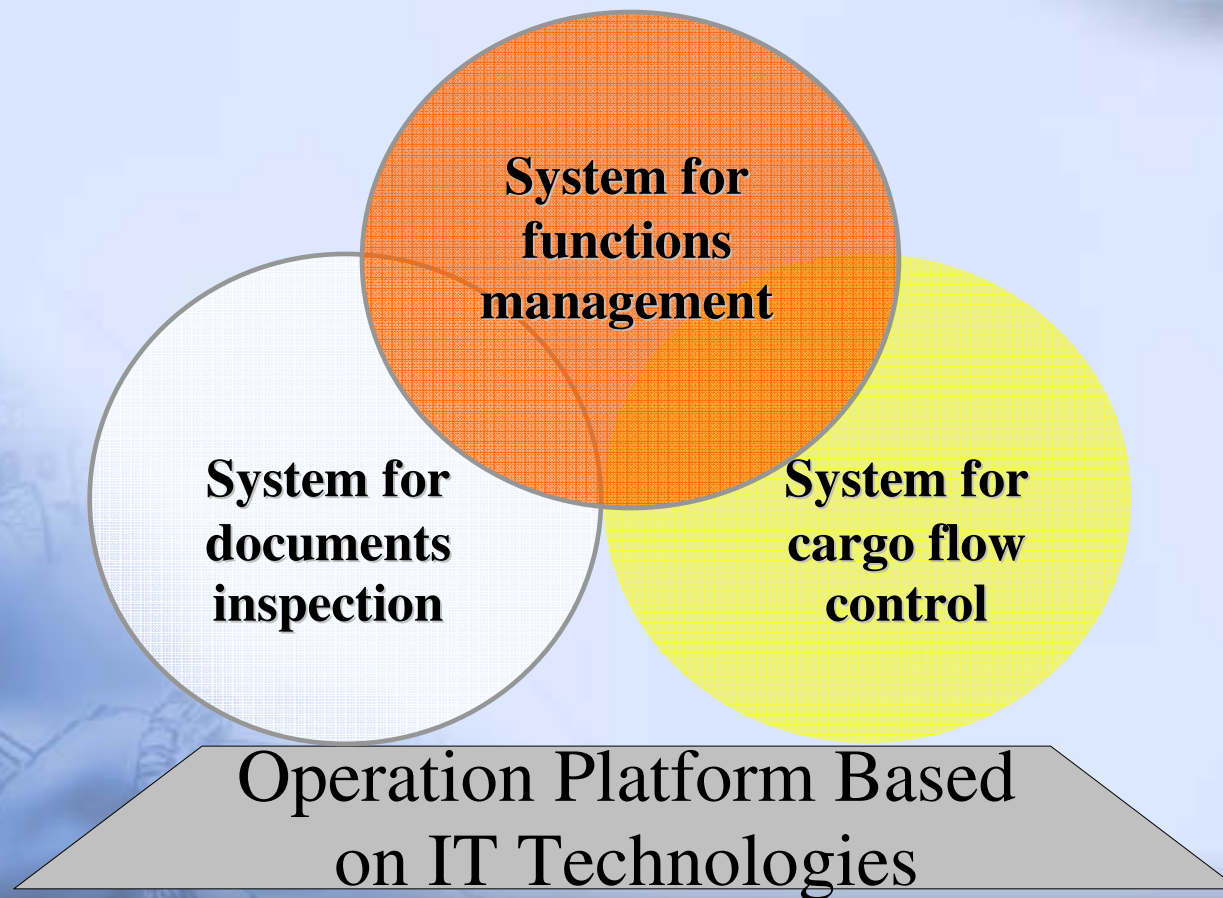 System for
functions
management
System for
documents
inspection
System for
cargo flow
control
Operation Platform Based
on IT Technologies